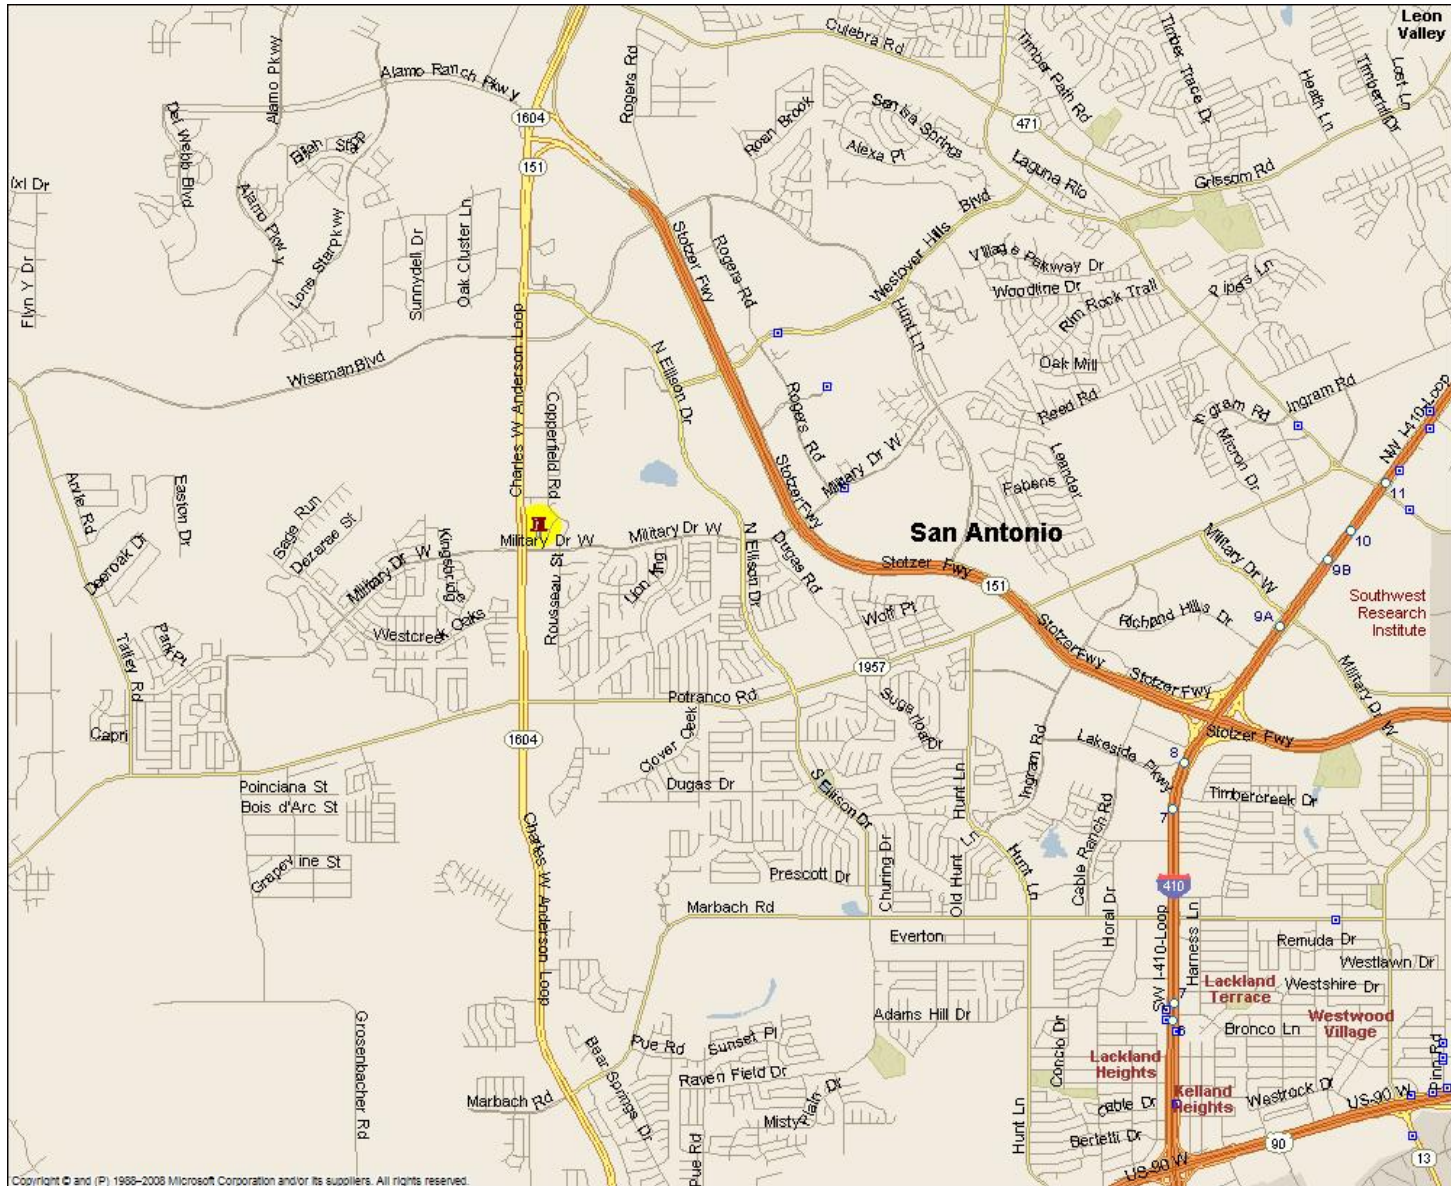 Leon
Valley
Culebra Rd
Alamo Pkwy
Alamo Ranch Pkwy
Rogers Rd
Timber Path Rd
Timber Trace Dr
Heath Ln
Timberhill Dr
Lost Ln
Del Webb Blvd
1604
Roan Brook
Santisa Springs
471
Elijah Stapp
151
Alexa Pl
Laguna Rio
Grissom Rd
Ixl Dr
Alamo Pkwy
Lone Star Pkwy
Sunnydell Dr
Oak Cluster Ln
Stotzer Fwy
Rogers Rd
Westover Hills Blvd
Village Pakway Dr
Woodline Dr
Rim Rock Trail
Pipers Ln
Flyn Y Dr
Hunt Ln
Charles W Anderson Loop
N Ellison Dr
Wiseman Blvd
Oak Mill
Reed Rd
Ingram Rd
Ingram Rd
NW I-410-Loop
Copperfield Rd
Rogers Rd
Micron Dr
Military Dr W
Stotzer Fwy
Leander
Fabens
11
Arvie Rd
Easton Dr
Sage Run
Dezarae St
Military Dr W
Military Dr W
San Antonio
10
9B
Deeroak Dr
Military Dr W
Kingsbridge
Rousseau St
Lion King
N Ellison Dr
Dugas Rd
Stotzer Fwy
151
Military Dr W
Southwest
Research
Institute
Westcreek Oaks
Wolf Pt
Richland Hills Dr
9A
Park Pt
Talley Rd
1957
Stotzer Fwy
Stotzer Fwy
Military Dr W
Potranco Rd
Sugarloaf Dr
Stotzer Fwy
Capri
1604
Clover Ceek
Ingram Rd
Lakeside Pkwy
8
Poinciana St
Bois d'Arc St
Dugas Dr
S Ellison Dr
Hunt Ln
Timbercreek Dr
7
Grapevine St
Charles W Anderson Loop
Prescott Dr
Churing Dr
Old Hunt Ln
Hunt Ln
Cable Ranch Rd
410
Marbach Rd
Everton
Horal Dr
SW I-410-Loop
Harness Ln
Remuda Dr
Westlawn Dr
Lackland
Terrace
Westshire Dr
7
Grosenbacher Rd
Adams Hill Dr
Westwood
Village
6
Bronco Ln
Pue Rd
Sunset Pl
Concio Dr
Lackland
Heights
Pinn Rd
Bear Springs Dr
Raven Field Dr
Marbach Rd
Misty Plain Dr
Hunt Ln
Cable Dr
Kelland
Heights
Westrock Dr
US-90 W
Bertetti Dr
Pue Rd
US-90 W
90
13
Copyright © and (P) 1988–2008 Microsoft Corporation and/or its suppliers. All rights reserved.